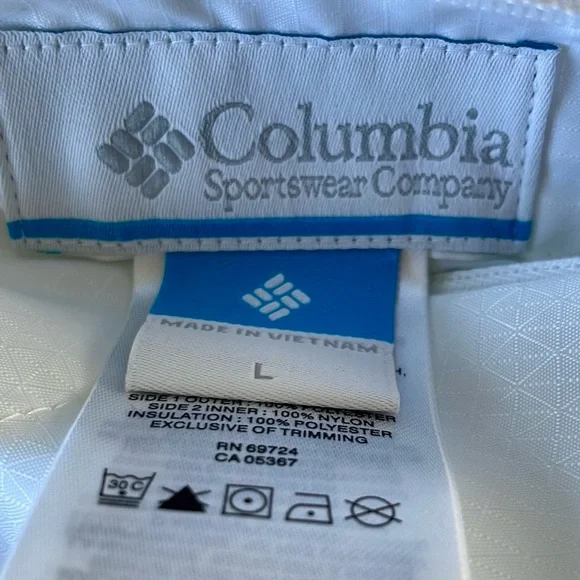 Columbia
Sportswear Company
MADE IN VIETNAM
L
H.
SIDE 1 OUTER : 100% POLYESTER
SIDE 2 INNER : 100% NYLON
INSULATION : 100% POLYESTER
EXCLUSIVE OF TRIMMING
RN 69724
CA 05367
30 C